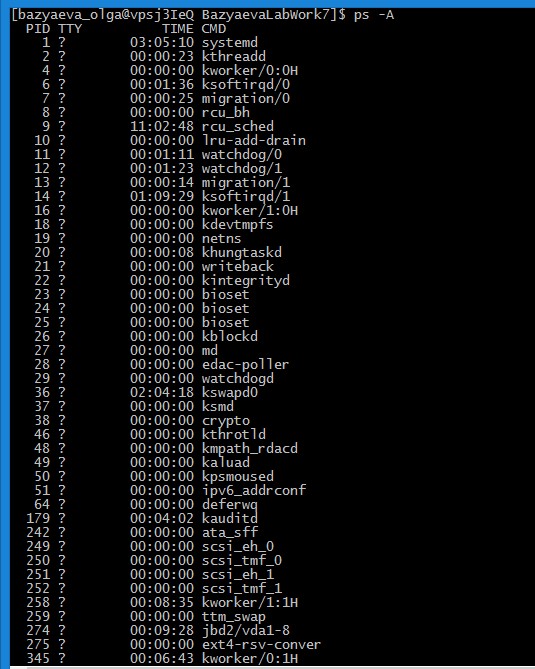 [bazyaeva_olga@vpsj3IeQ BazyaevaLabWork7]$ ps -A
PID TTY TIME CMD
1 ? 03:05:10 systemd
2 ? 00:00:23 kthreadd
4 ? 00:00:00 kworker/0:0H
6 ? 00:01:36 ksoftirqd/0
7 ? 00:00:25 migration/0
8 ? 00:00:00 rcu_bh
9 ? 11:02:48 rcu_sched
10 ? 00:00:00 lru-add-drain
11 ? 00:01:11 watchdog/0
12 ? 00:01:23 watchdog/1
13 ? 00:00:14 migration/1
14 ? 01:09:29 ksoftirqd/1
16 ? 00:00:00 kworker/1:0H
18 ? 00:00:00 kdevtmpfs
19 ? 00:00:00 netns
20 ? 00:00:08 khungtaskd
21 ? 00:00:00 writeback
22 ? 00:00:00 kintegrityd
23 ? 00:00:00 bioset
24 ? 00:00:00 bioset
25 ? 00:00:00 bioset
26 ? 00:00:00 kblockd
27 ? 00:00:00 md
28 ? 00:00:00 edac-poller
29 ? 00:00:00 watchdogd
36 ? 02:04:18 kswapd0
37 ? 00:00:00 ksmd
38 ? 00:00:00 crypto
46 ? 00:00:00 kthrotld
48 ? 00:00:00 kmpath_rdacd
49 ? 00:00:00 kaluad
50 ? 00:00:00 kpsmoused
51 ? 00:00:00 ipv6_addrconf
64 ? 00:00:00 deferwq
179 ? 00:04:02 kauditd
242 ? 00:00:00 ata_sff
249 ? 00:00:00 scsi_eh_0
250 ? 00:00:00 scsi_tmf_0
251 ? 00:00:00 scsi_eh_1
252 ? 00:00:00 scsi_tmf_1
258 ? 00:08:35 kworker/1:1H
259 ? 00:00:00 ttm_swap
274 ? 00:09:28 jbd2/vda1-8
275 ? 00:00:00 ext4-rsv-conver
345 ? 00:06:43 kworker/0:1H